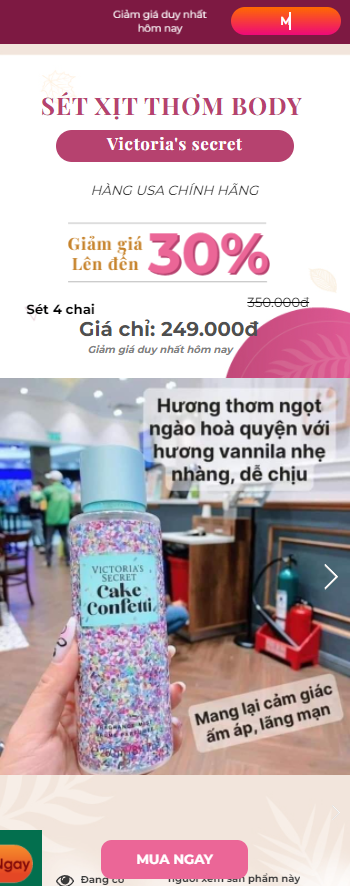 Giảm giá duy nhất
hôm nay
M
SÉT XỊT THƠM BODY
Victoria's secret
HÀNG USA CHÍNH HÃNG
Giảm giá
Lên đến
30%
350.000đ
Sét 4 chai
Giá chỉ: 249.000đ
Giảm giá duy nhất hôm nay
Hương thơm ngọt
ngào hoà quyện với
hương vannila nhẹ
nhàng, dễ chịu
VICTORIA'S
SECRET
Cake
Confetti
Mang lại cảm giác
ấm áp, lãng mạn
Ngay
MUA NGAY
Đang có
người xem sản phẩm này